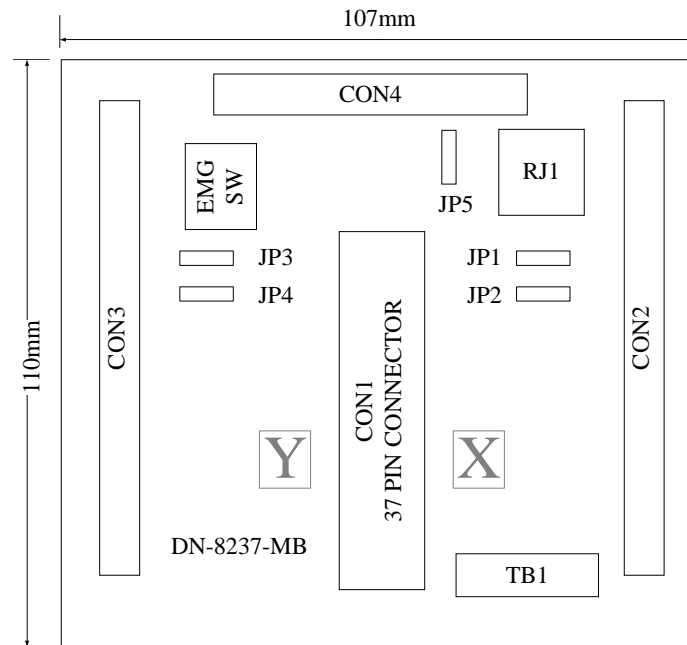 107mm
CON4
EMG
SW
RJ1
JP5
JP3
JP1
JP4
JP2
110mm
CON3
CON1
37 PIN CONNECTOR
CON2
Y
X
DN-8237-MB
TB1